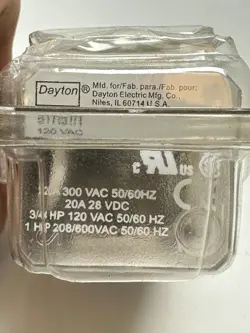 Dayton ®
Mfd. for/Fab. para./Fab. pour:
Dayton Electric Mfg. Co.
Niles, IL 60714 U.S.A.
120 VAC
300 VAC 50/60HZ
20A 28 VDC
3/4 HP 120 VAC 50/60 HZ
1 HP 208/600VAC 50/60 HZ